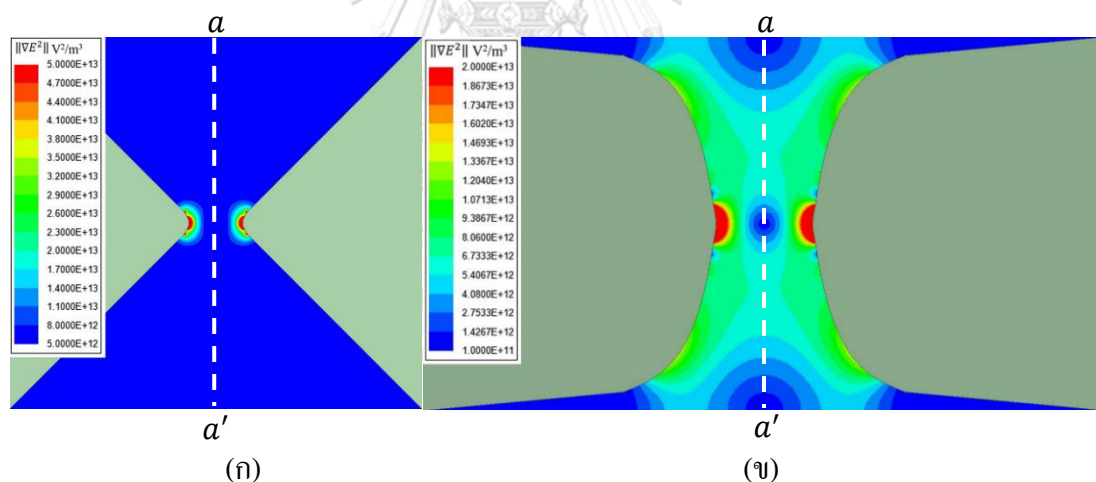 a
a
‖∇E²‖ V²/m³
5.0000E+13
4.7000E+13
4.4000E+13
4.1000E+13
3.8000E+13
3.5000E+13
2.9000E+13
2.6000E+13
2.3000E+13
2.0000E+13
1.7000E+13
1.4000E+13
1.1000E+13
8.0000E+12
5.0000E+12
‖∇E²‖ V²/m³
2.0000E+13
1.8673E+13
1.7347E+13
1.6020E+13
1.4693E+13
1.3367E+13
1.2040E+13
1.0713E+13
9.3867E+12
8.0600E+12
6.7333E+12
5.4067E+12
4.0800E+12
2.7533E+12
1.4267E+12
1.0000E+11
a′
a′
(ก)
(ข)